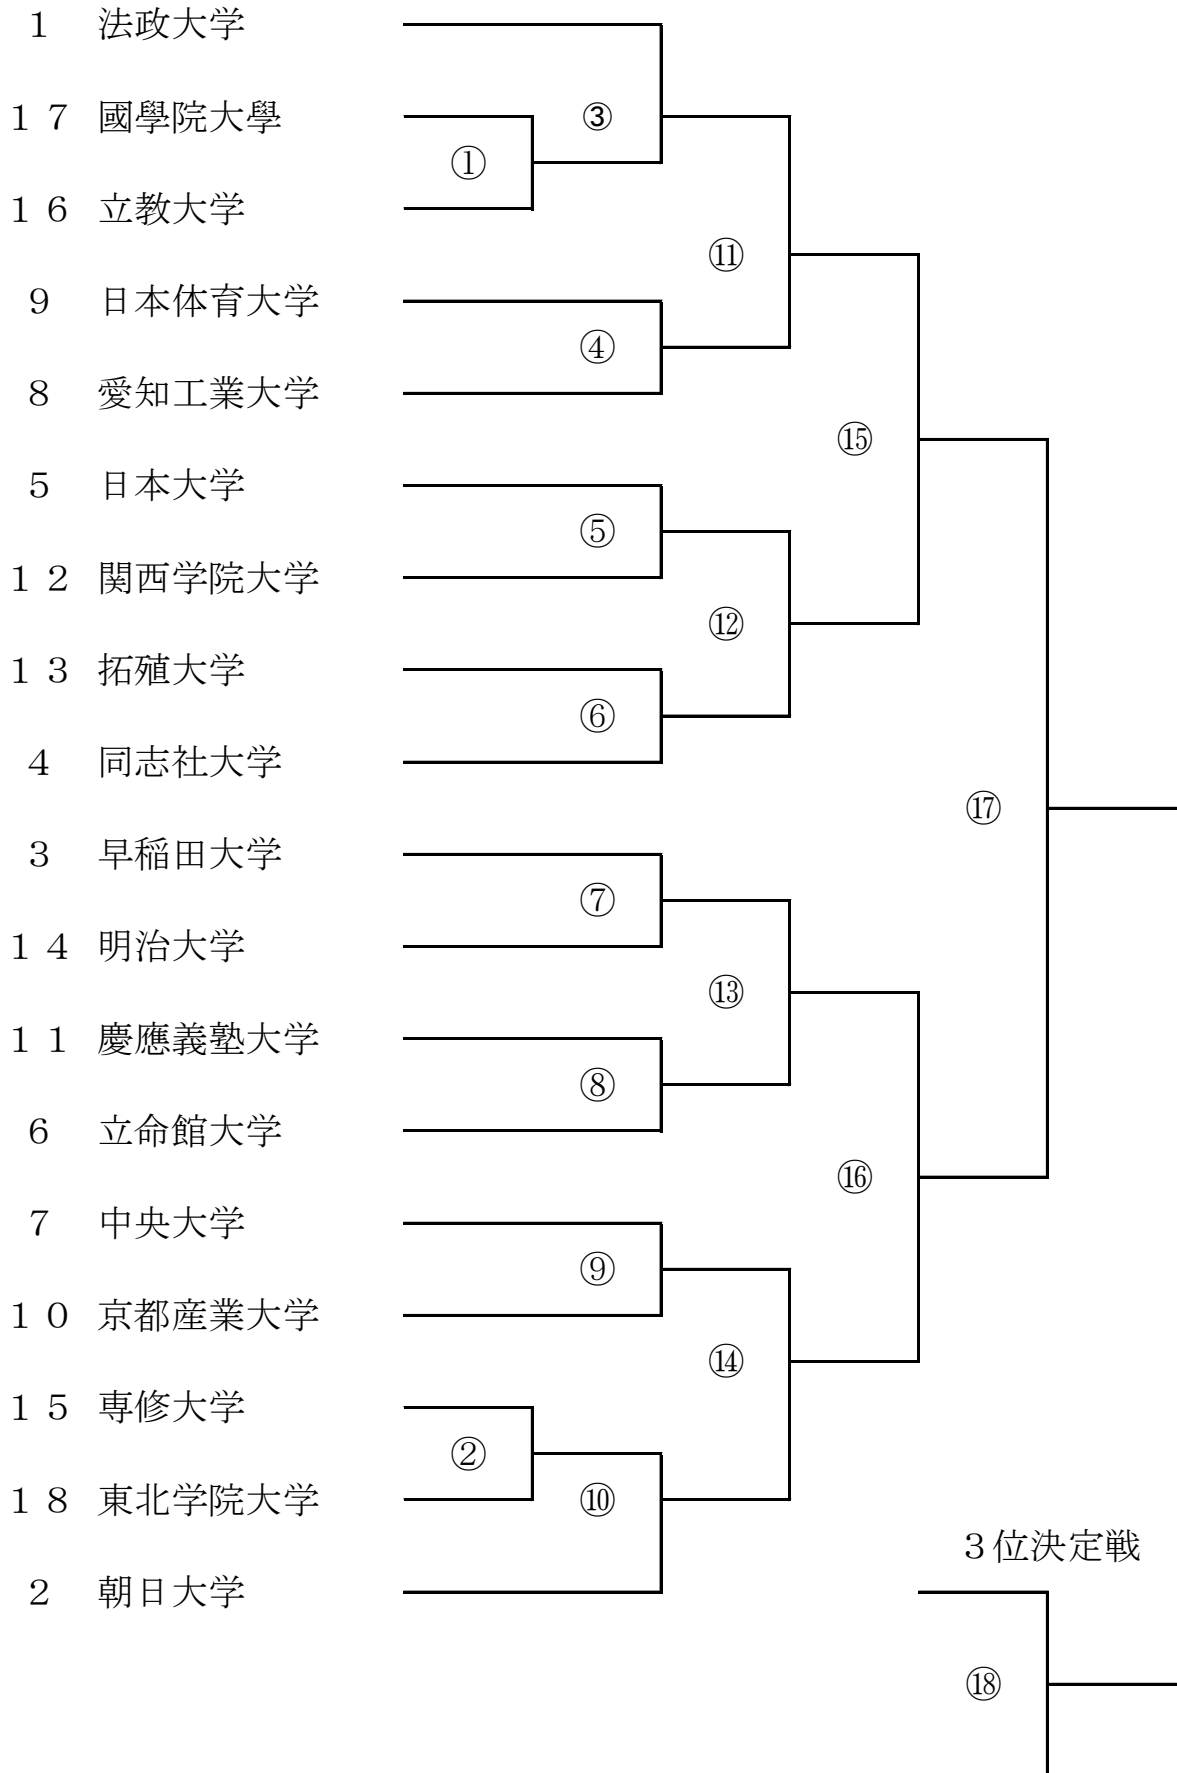 １ 法政大学
１７ 國學院大學
③
①
１６ 立教大学
⑪
９ 日本体育大学
④
８ 愛知工業大学
⑮
５ 日本大学
⑤
１２ 関西学院大学
⑫
１３ 拓殖大学
⑥
４ 同志社大学
⑰
３ 早稲田大学
⑦
１４ 明治大学
⑬
１１ 慶應義塾大学
⑧
６ 立命館大学
⑯
７ 中央大学
⑨
１０ 京都産業大学
⑭
１５ 専修大学
②
１８ 東北学院大学
⑩
３位決定戦
２ 朝日大学
⑱